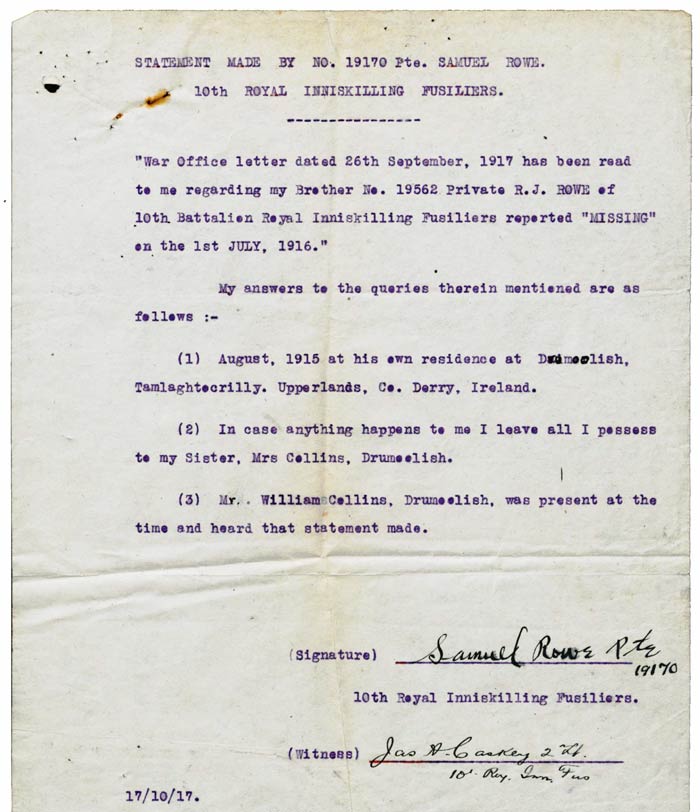 STATEMENT MADE BY NO. 19170 Pte. SAMUEL ROWE.
10th ROYAL INNISKILLING FUSILIERS.
----------------
"War Office letter dated 26th September, 1917 has been read
to me regarding my Brother No. 19562 Private R.J. ROWE of
10th Battalion Royal Inniskilling Fusiliers reported "MISSING"
on the 1st JULY, 1916."
My answers to the queries therein mentioned are as
follows :-
(1) August, 1915 at his own residence at Drumoolish,
Tamlaghtocrilly. Upperlands, Co. Derry, Ireland.
(2) In case anything happens to me I leave all I possess
to my Sister, Mrs Collins, Drumoolish.
(3) Mr. William Collins, Drumoolish, was present at the
time and heard that statement made.
(Signature) Samuel Rowe Pte
19170
10th Royal Inniskilling Fusiliers.
(Witness) Jas A. Caskey 2 Lt.
10th Roy. Inn. Fus
17/10/17.